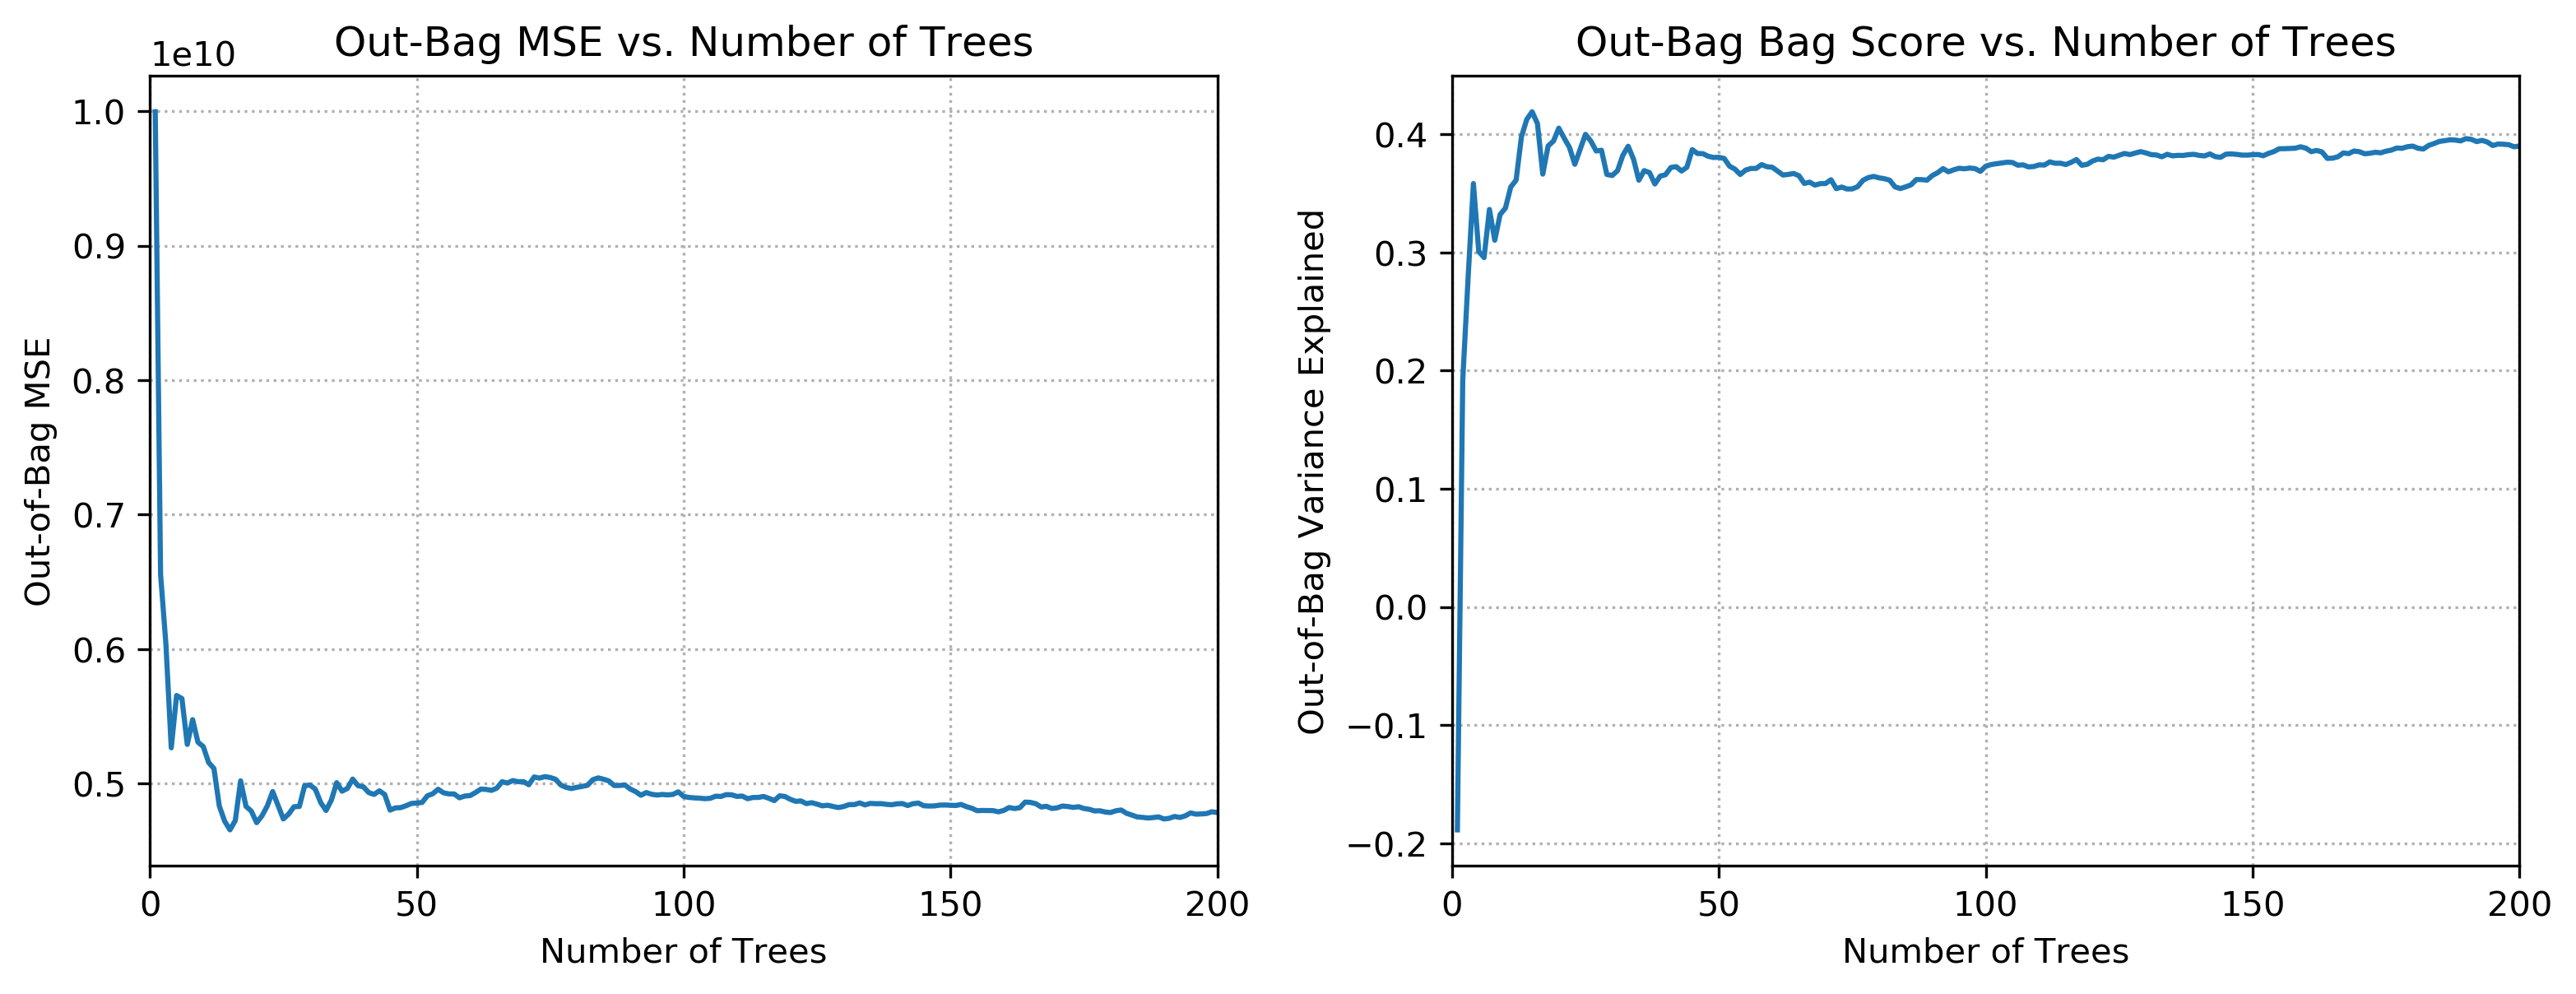 Out-Bag MSE vs. Number of Trees
1e10
1.0
0.9
0.8
0.7
0.6
0.5
Out-of-Bag MSE
0 50 100 150 200
Number of Trees
Out-Bag Bag Score vs. Number of Trees
0.4
0.3
0.2
0.1
0.0
−0.1
−0.2
Out-of-Bag Variance Explained
0 50 100 150 200
Number of Trees